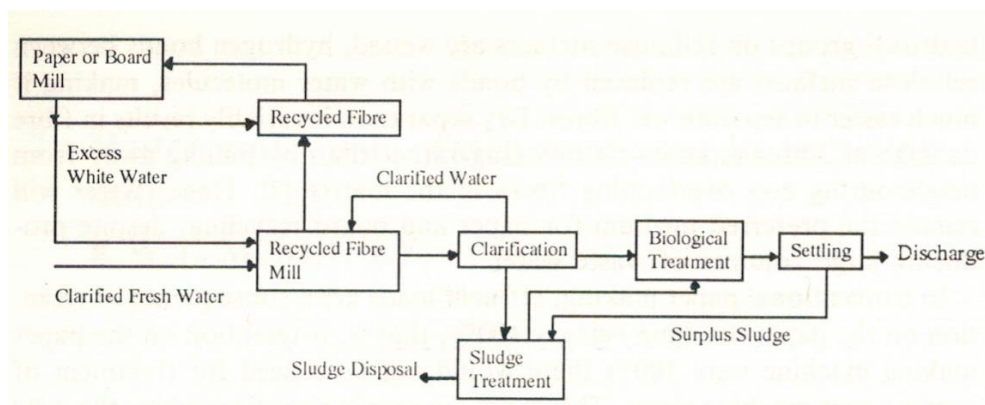 Paper or Board
Mill
Recycled Fibre
Excess
White Water
Clarified Water
Recycled Fibre
Mill
Clarification
Biological
Treatment
Settling
Discharge
Clarified Fresh Water
Surplus Sludge
Sludge Disposal
Sludge
Treatment